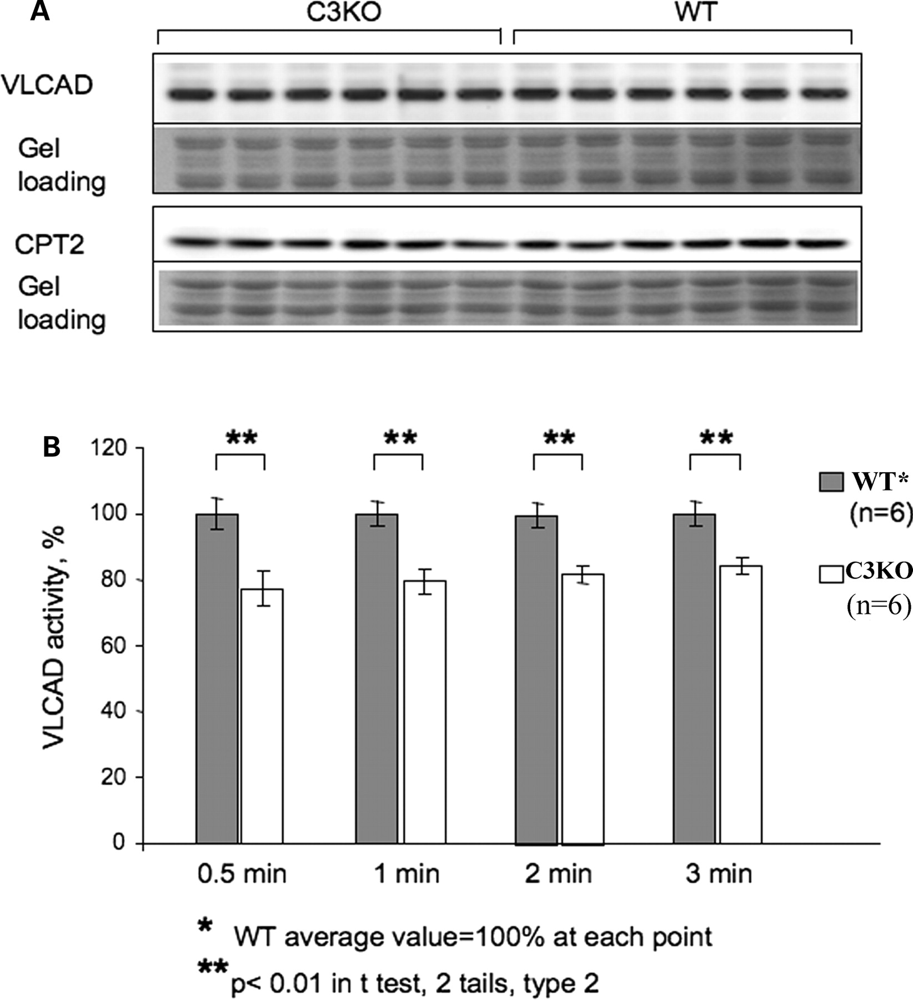 A
C3KO
WT
VLCAD
Gel
loading
CPT2
Gel
loading
B
120
100
80
60
40
20
0
VLCAD activity, %
**
**
**
**
WT*
(n=6)
C3KO
(n=6)
0.5 min
1 min
2 min
3 min
* WT average value=100% at each point
** p< 0.01 in t test, 2 tails, type 2